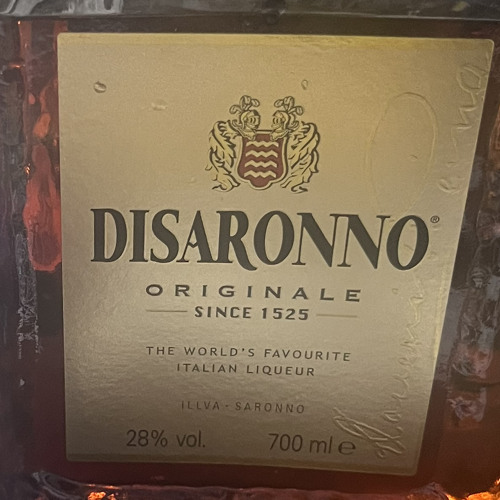 DISARONNO®
ORIGINALE
SINCE 1525
THE WORLD'S FAVOURITE
ITALIAN LIQUEUR
ILLVA - SARONNO
28% vol. 700 ml ℮